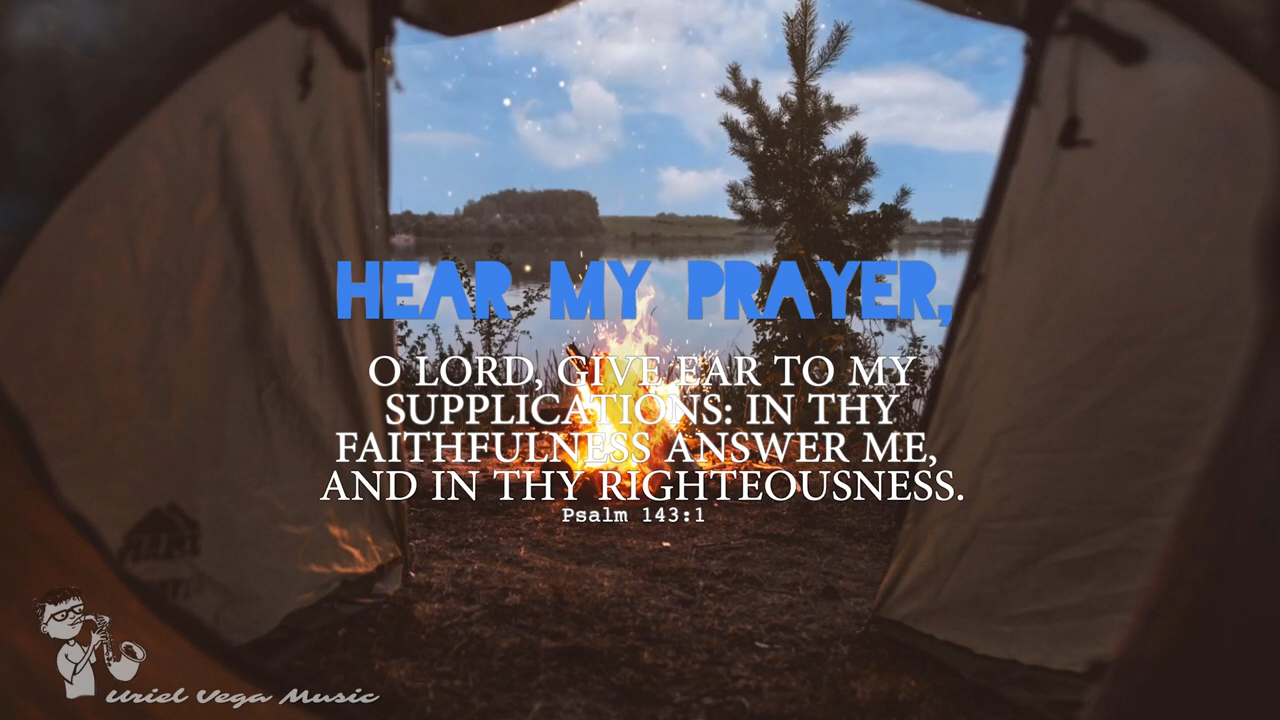 HEAR MY PRAYER,
O LORD, GIVE EAR TO MY
SUPPLICATIONS: IN THY
FAITHFULNESS ANSWER ME,
AND IN THY RIGHTEOUSNESS.
Psalm 143:1
Uriel Vega Music